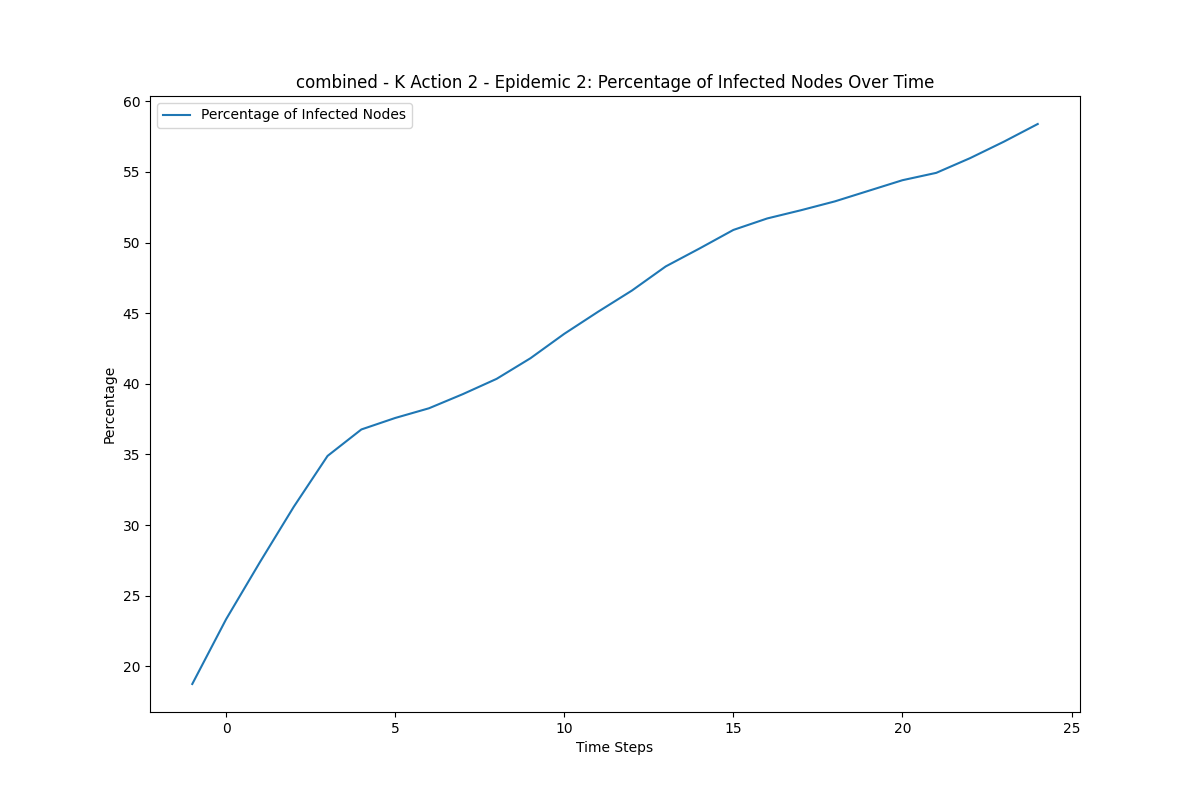 combined - K Action 2 - Epidemic 2: Percentage of Infected Nodes Over Time
Percentage of Infected Nodes
60
55
50
45
40
35
30
25
20
Percentage
0 5 10 15 20 25
Time Steps